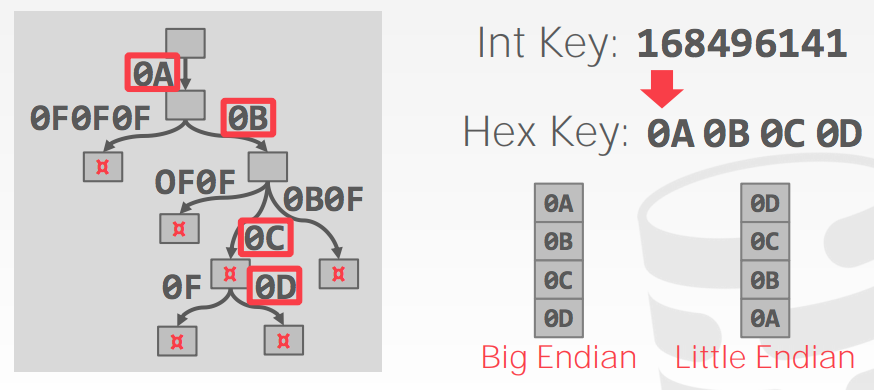 0A
0F0F0F
0B
0F0F
0B0F
0C
0F
0D
¤
¤
¤
¤
¤
¤
Int Key: 168496141
Hex Key: 0A 0B 0C 0D
0A
0B
0C
0D
Big Endian
0D
0C
0B
0A
Little Endian